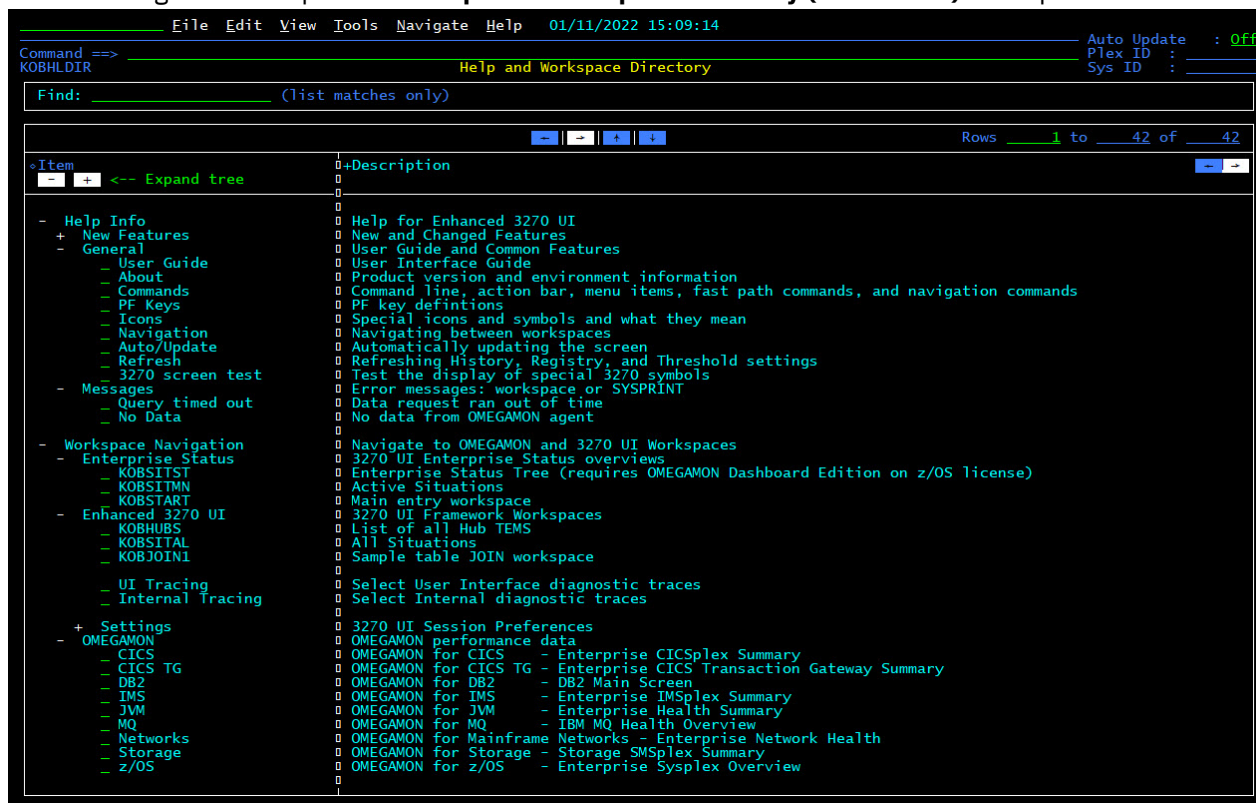 File Edit View Tools Navigate Help 01/11/2022 15:09:14
Auto Update : Off
Command ==>
Plex ID :
KOBHLDIR Help and Workspace Directory Sys ID :
Find: (list matches only)
Rows 1 to 42 of 42
Item +Description
- + <-- Expand tree
- Help Info Help for Enhanced 3270 UI
+ New Features New and Changed Features
- General User Guide and Common Features
_ User Guide User Interface Guide
_ About Product version and environment information
_ Commands Command line, action bar, menu items, fast path commands, and navigation commands
_ PF Keys PF key defintions
_ Icons Special icons and symbols and what they mean
_ Navigation Navigating between workspaces
_ Auto/Update Automatically updating the screen
_ Refresh Refreshing History, Registry, and Threshold settings
_ 3270 screen test Test the display of special 3270 symbols
- Messages Error messages: workspace or SYSPRINT
_ Query timed out Data request ran out of time
_ No Data No data from OMEGAMON agent
- Workspace Navigation Navigate to OMEGAMON and 3270 UI Workspaces
- Enterprise Status 3270 UI Enterprise Status overviews
_ KOBSITST Enterprise Status Tree (requires OMEGAMON Dashboard Edition on z/OS license)
_ KOBSITMN Active Situations
_ KOBSTART Main entry workspace
- Enhanced 3270 UI 3270 UI Framework Workspaces
_ KOBHUBS List of all Hub TEMS
_ KOBSITAL All Situations
_ KOBJOIN1 Sample table JOIN workspace
_ UI Tracing Select User Interface diagnostic traces
_ Internal Tracing Select Internal diagnostic traces
+ Settings 3270 UI Session Preferences
- OMEGAMON OMEGAMON performance data
_ CICS OMEGAMON for CICS - Enterprise CICSplex Summary
_ CICS TG OMEGAMON for CICS TG - Enterprise CICS Transaction Gateway Summary
_ DB2 OMEGAMON for DB2 - DB2 Main Screen
_ IMS OMEGAMON for IMS - Enterprise IMSplex Summary
_ JVM OMEGAMON for JVM - Enterprise Health Summary
_ MQ OMEGAMON for MQ - IBM MQ Health Overview
_ Networks OMEGAMON for Mainframe Networks - Enterprise Network Health
_ Storage OMEGAMON for Storage - Storage SMSplex Summary
_ z/OS OMEGAMON for z/OS - Enterprise Sysplex Overview